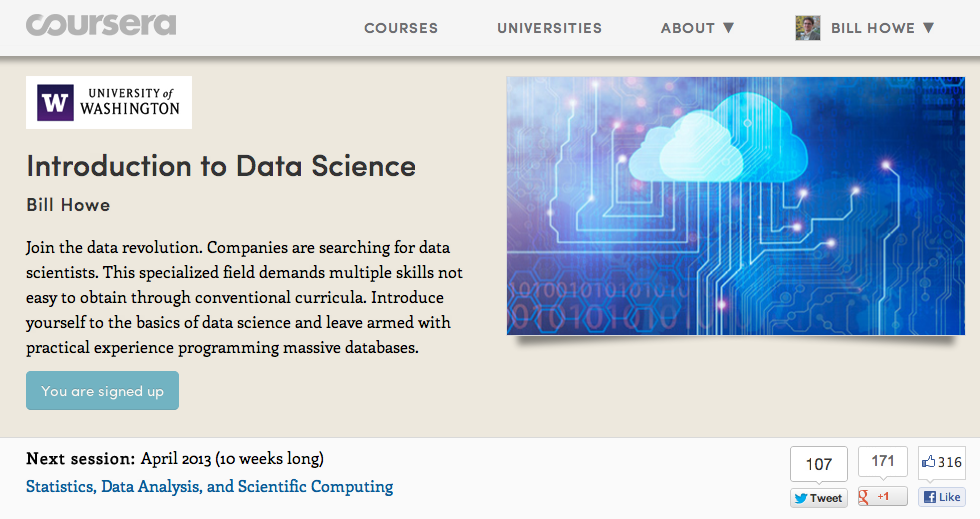 coursera
COURSES UNIVERSITIES ABOUT ▼ BILL HOWE ▼
W UNIVERSITY of
WASHINGTON
Introduction to Data Science
Bill Howe
Join the data revolution. Companies are searching for data
scientists. This specialized field demands multiple skills not
easy to obtain through conventional curricula. Introduce
yourself to the basics of data science and leave armed with
practical experience programming massive databases.
You are signed up
Next session: April 2013 (10 weeks long)
Statistics, Data Analysis, and Scientific Computing
107 171 316
Tweet +1 Like